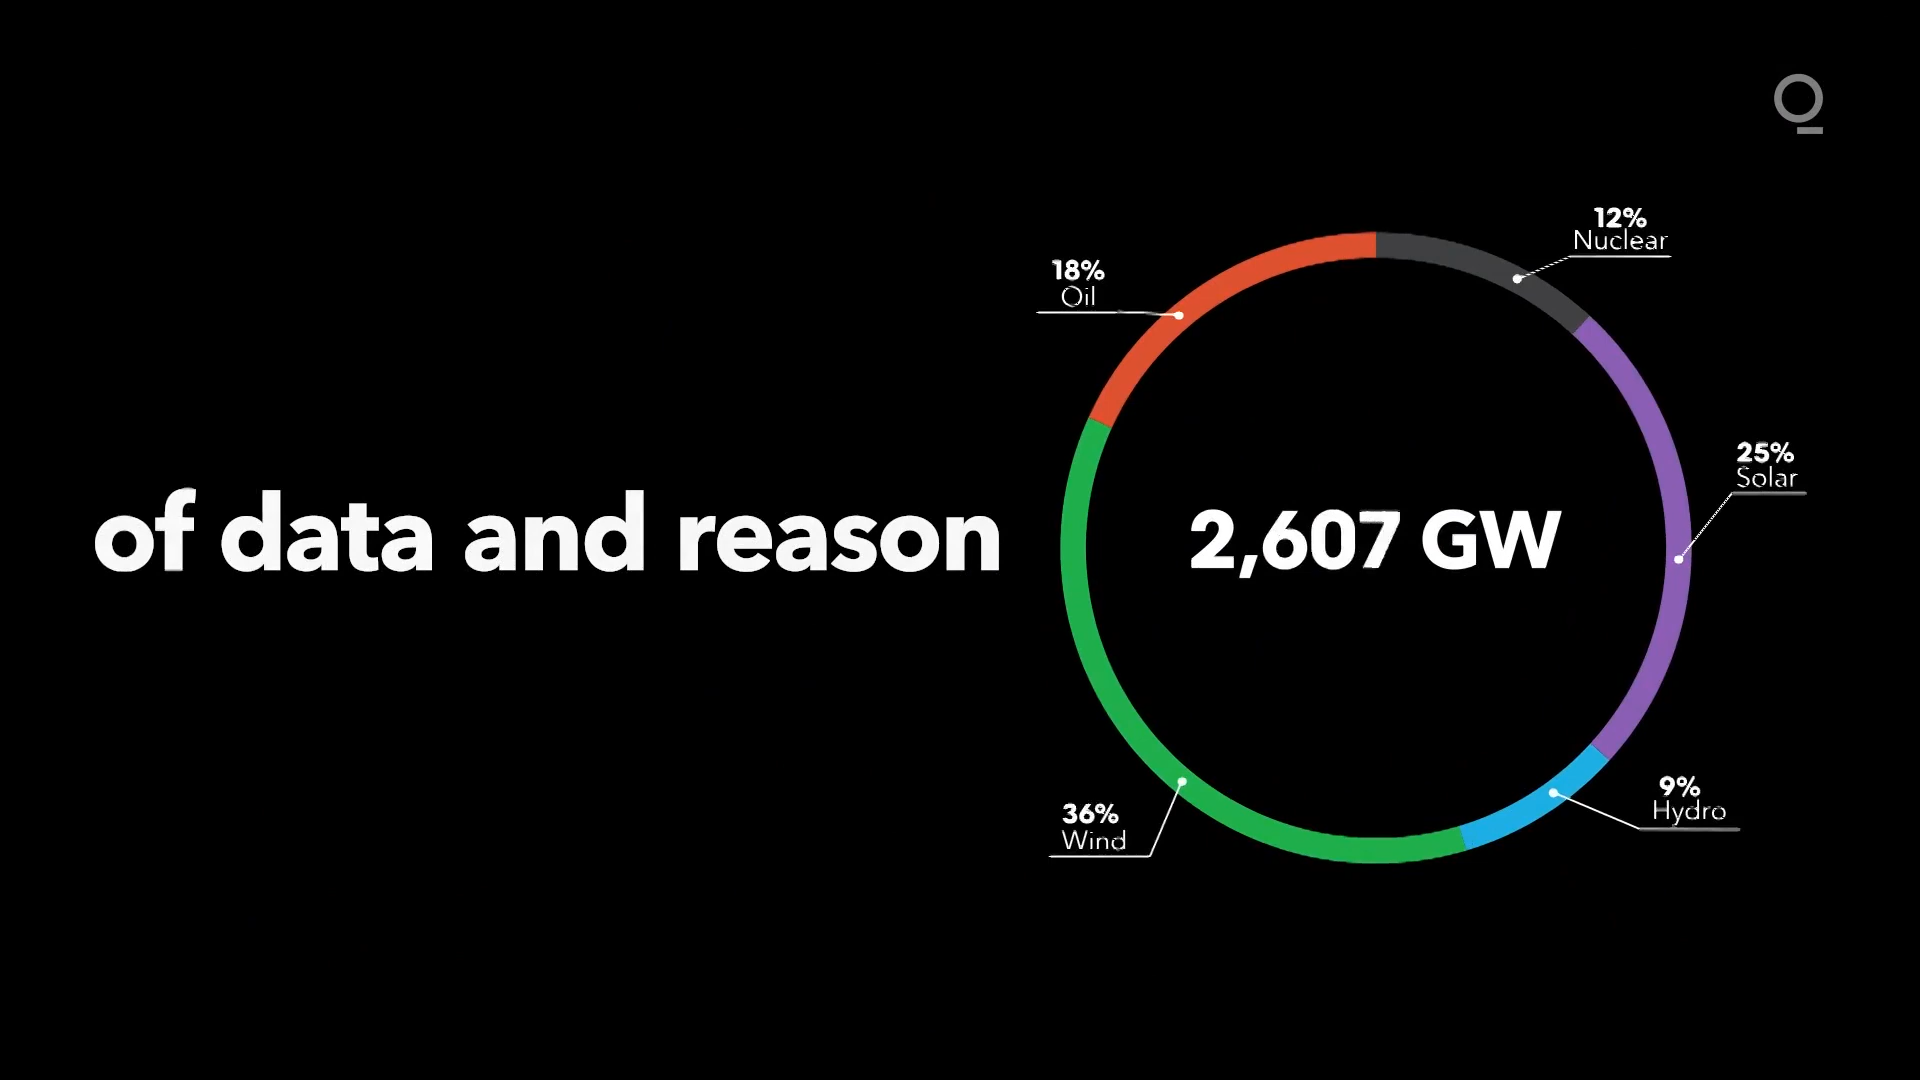 of data and reason
2,607 GW
12%
Nuclear
18%
Oil
25%
Solar
9%
Hydro
36%
Wind